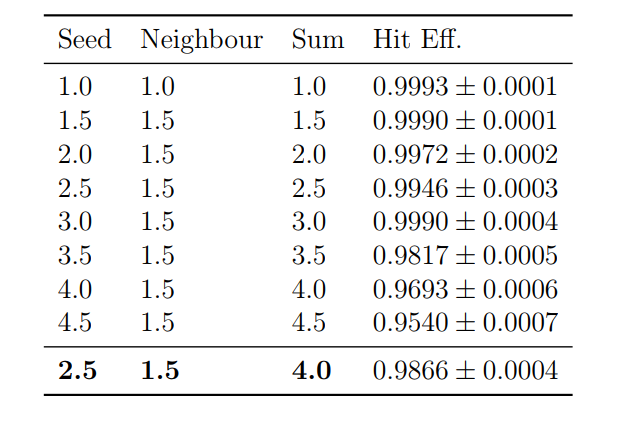 Seed Neighbour Sum Hit Eff.
1.0 1.0 1.0 0.9993 ± 0.0001
1.5 1.5 1.5 0.9990 ± 0.0001
2.0 1.5 2.0 0.9972 ± 0.0002
2.5 1.5 2.5 0.9946 ± 0.0003
3.0 1.5 3.0 0.9990 ± 0.0004
3.5 1.5 3.5 0.9817 ± 0.0005
4.0 1.5 4.0 0.9693 ± 0.0006
4.5 1.5 4.5 0.9540 ± 0.0007
2.5 1.5 4.0 0.9866 ± 0.0004